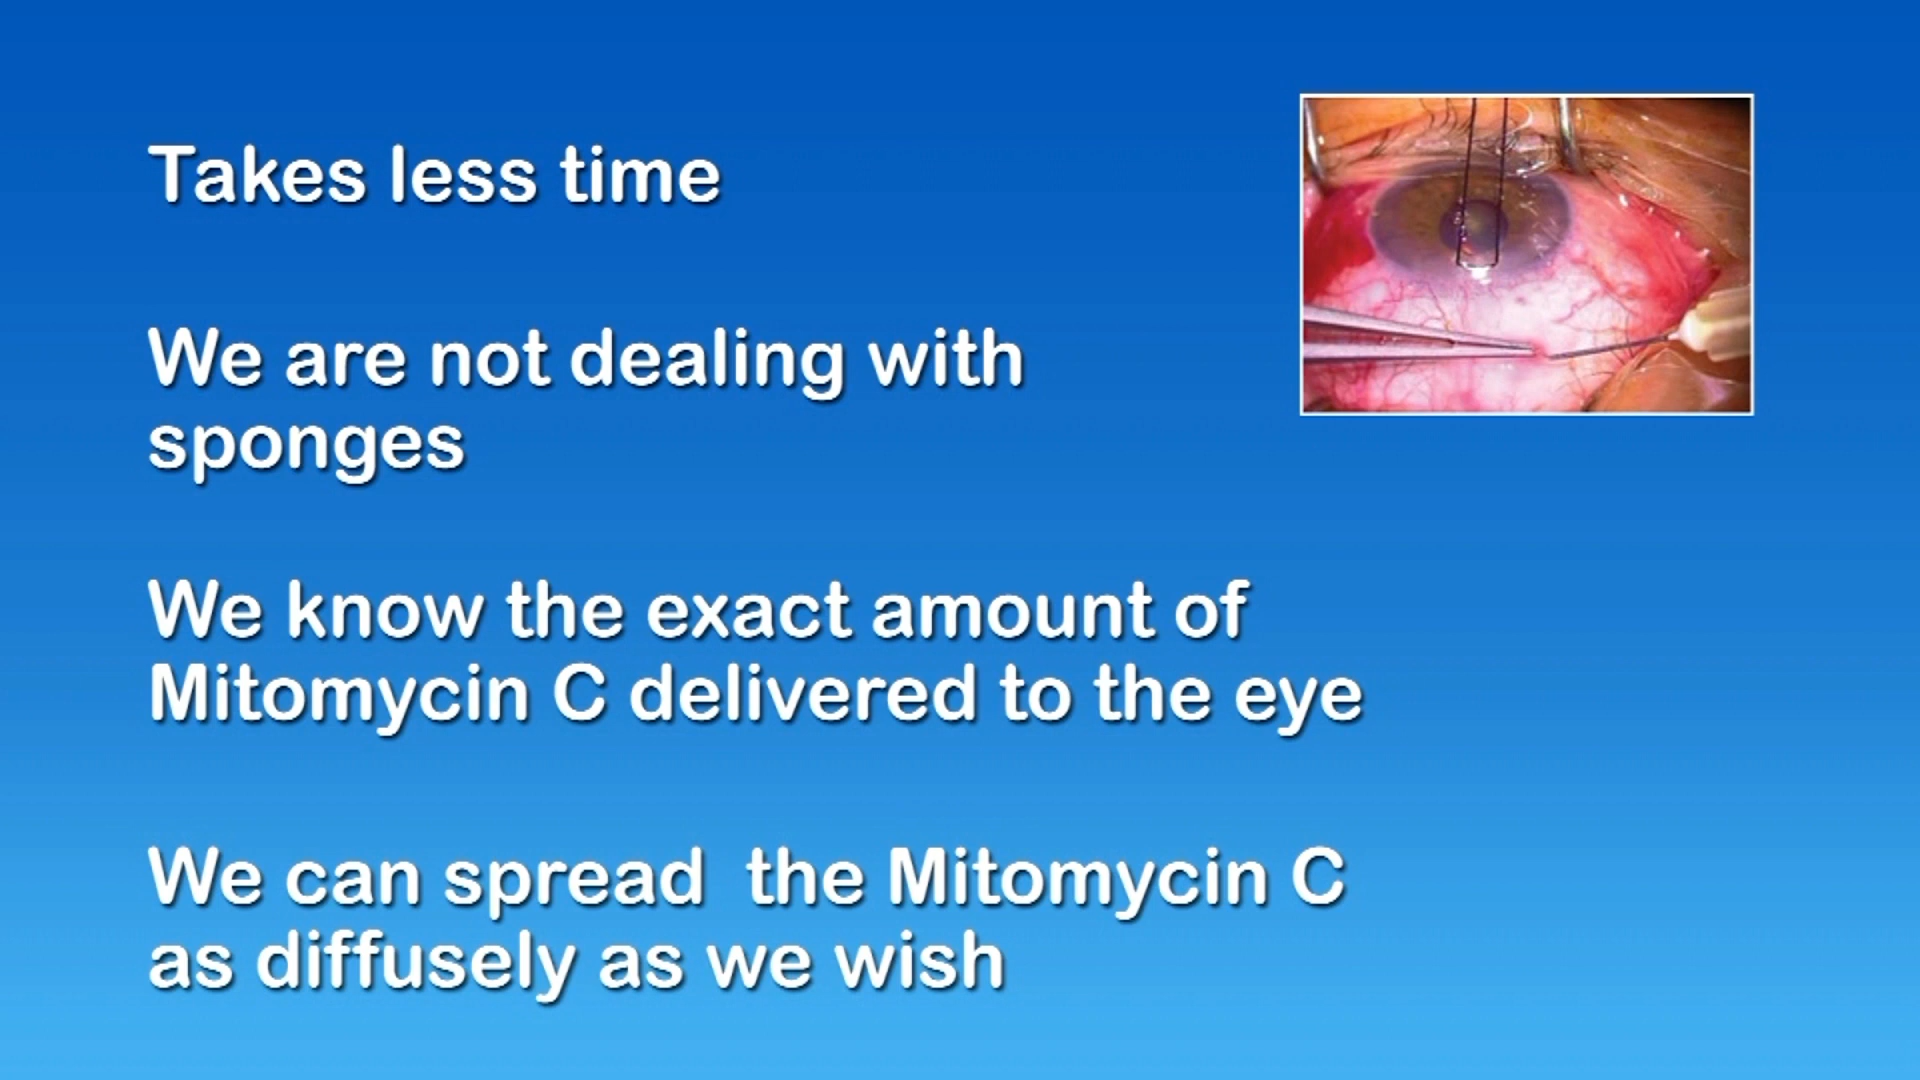 Takes less time
We are not dealing with
sponges
We know the exact amount of
Mitomycin C delivered to the eye
We can spread  the Mitomycin C
as diffusely as we wish